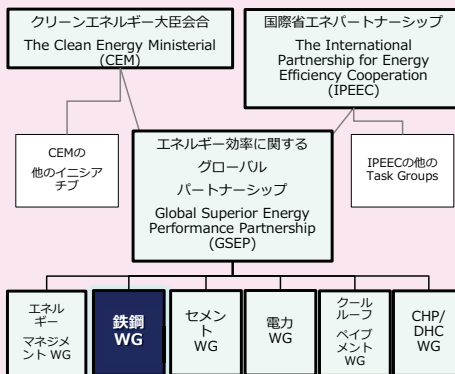 クリーンエネルギー大臣会合
The Clean Energy Ministerial
(CEM)
国際省エネパートナーシップ
The International
Partnership for Energy
Efficiency Cooperation
(IPEEC)
CEMの
他のイニシア
チブ
エネルギー効率に関する
グローバル
パートナーシップ
Global Superior Energy
Performance Partnership
(GSEP)
IPEECの他の
Task Groups
エネル
ギー
マネジメ
ント WG
鉄鋼
WG
セメン
ト
WG
電力
WG
クール
ルーフ
ペイブ
メント
WG
CHP/
DHC
WG